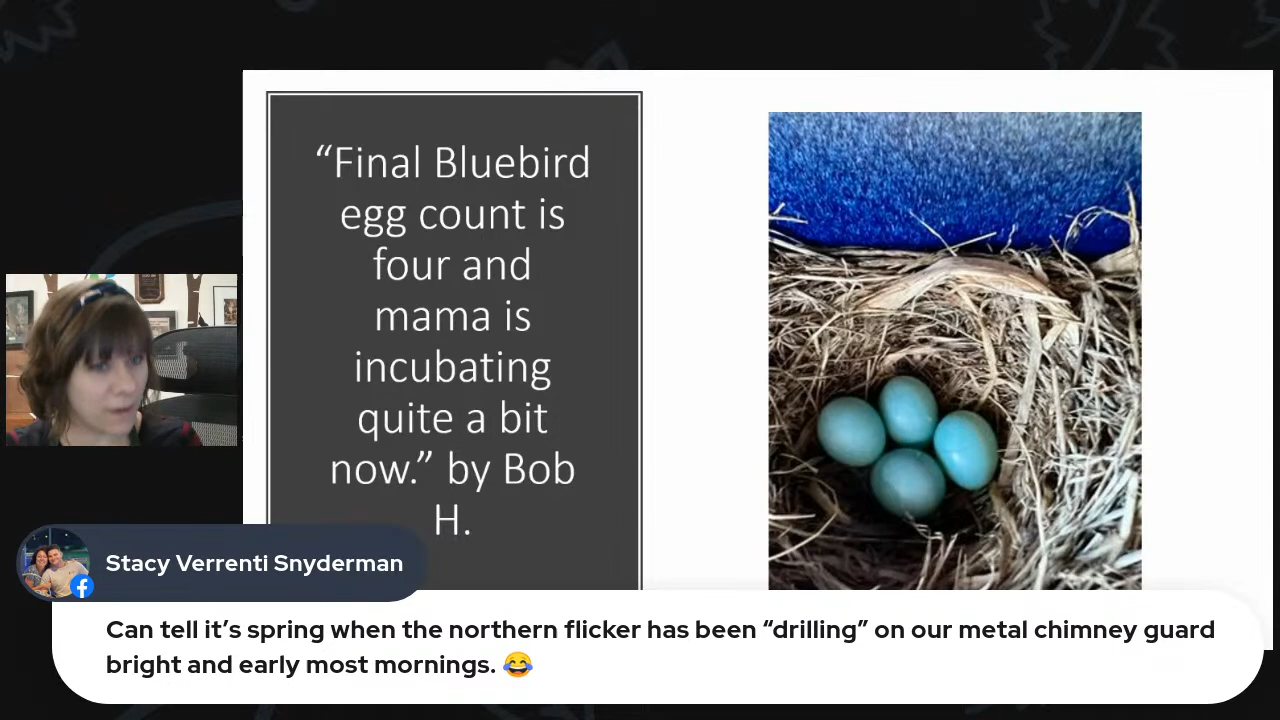 “Final Bluebird
egg count is
four and
mama is
incubating
quite a bit
now.” by Bob
H.
Stacy Verrenti Snyderman
Can tell it’s spring when the northern flicker has been “drilling” on our metal chimney guard
bright and early most mornings. 😂